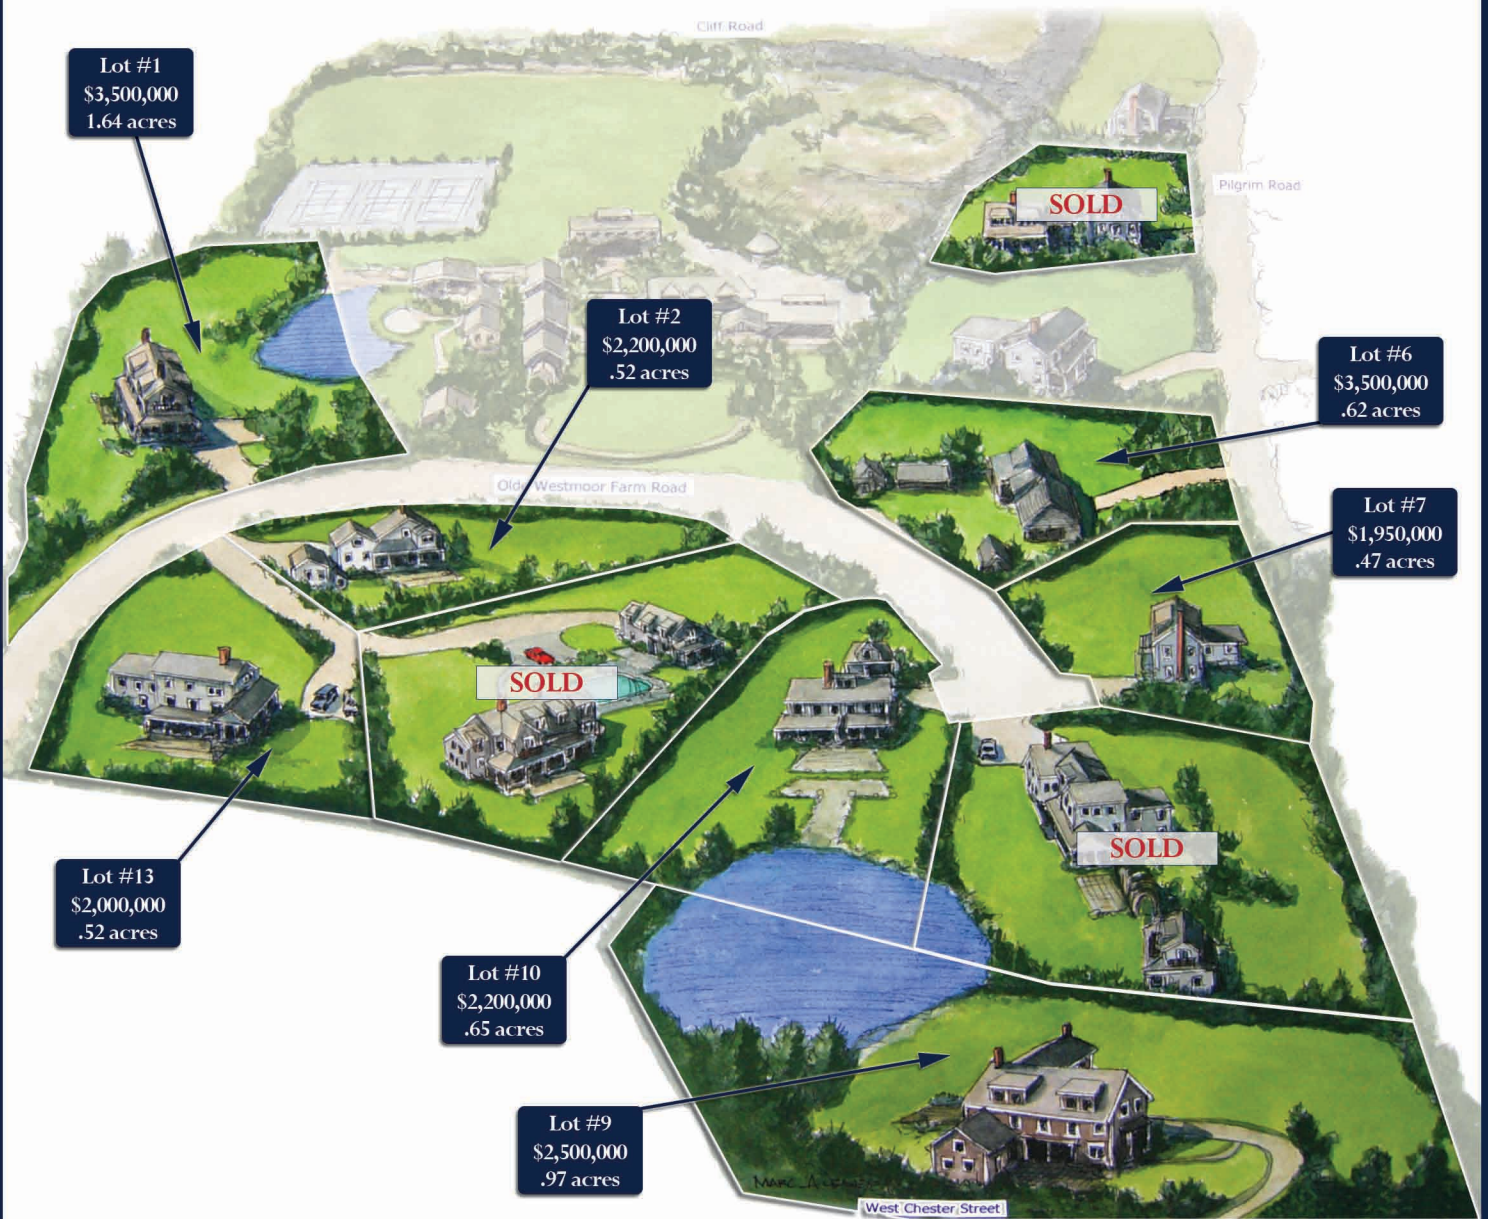 Cliff Road
Lot #1
$3,500,000
1.64 acres
Pilgrim Road
SOLD
Lot #2
$2,200,000
.52 acres
Lot #6
$3,500,000
.62 acres
Olde Westmoor Farm Road
Lot #7
$1,950,000
.47 acres
SOLD
SOLD
Lot #13
$2,000,000
.52 acres
Lot #10
$2,200,000
.65 acres
Lot #9
$2,500,000
.97 acres
MARC
West Chester Street